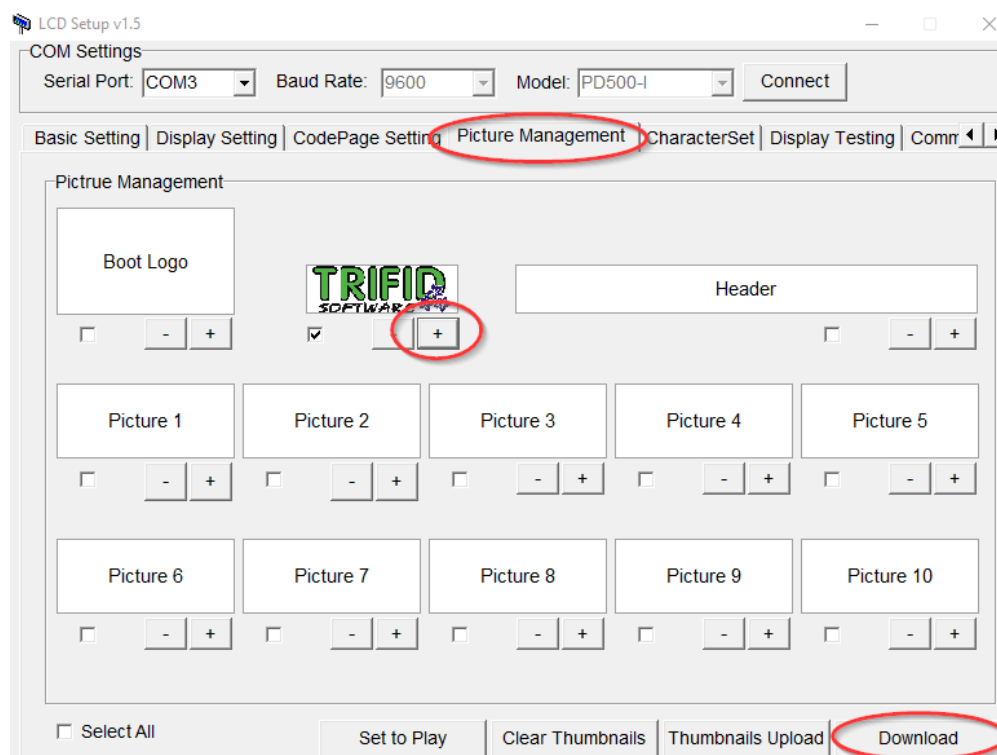 LCD Setup v1.5
COM Settings
Serial Port: COM3 Baud Rate: 9600 Model: PD500-I Connect
Basic Setting Display Setting CodePage Setting Picture Management CharacterSet Display Testing Comm
Pictrue Management
Boot Logo
TRIFID
SOFTWARE
Header
- +
+
- +
Picture 1 Picture 2 Picture 3 Picture 4 Picture 5
- + - + - + - + - +
Picture 6 Picture 7 Picture 8 Picture 9 Picture 10
- + - + - + - + - +
Select All Set to Play Clear Thumbnails Thumbnails Upload Download